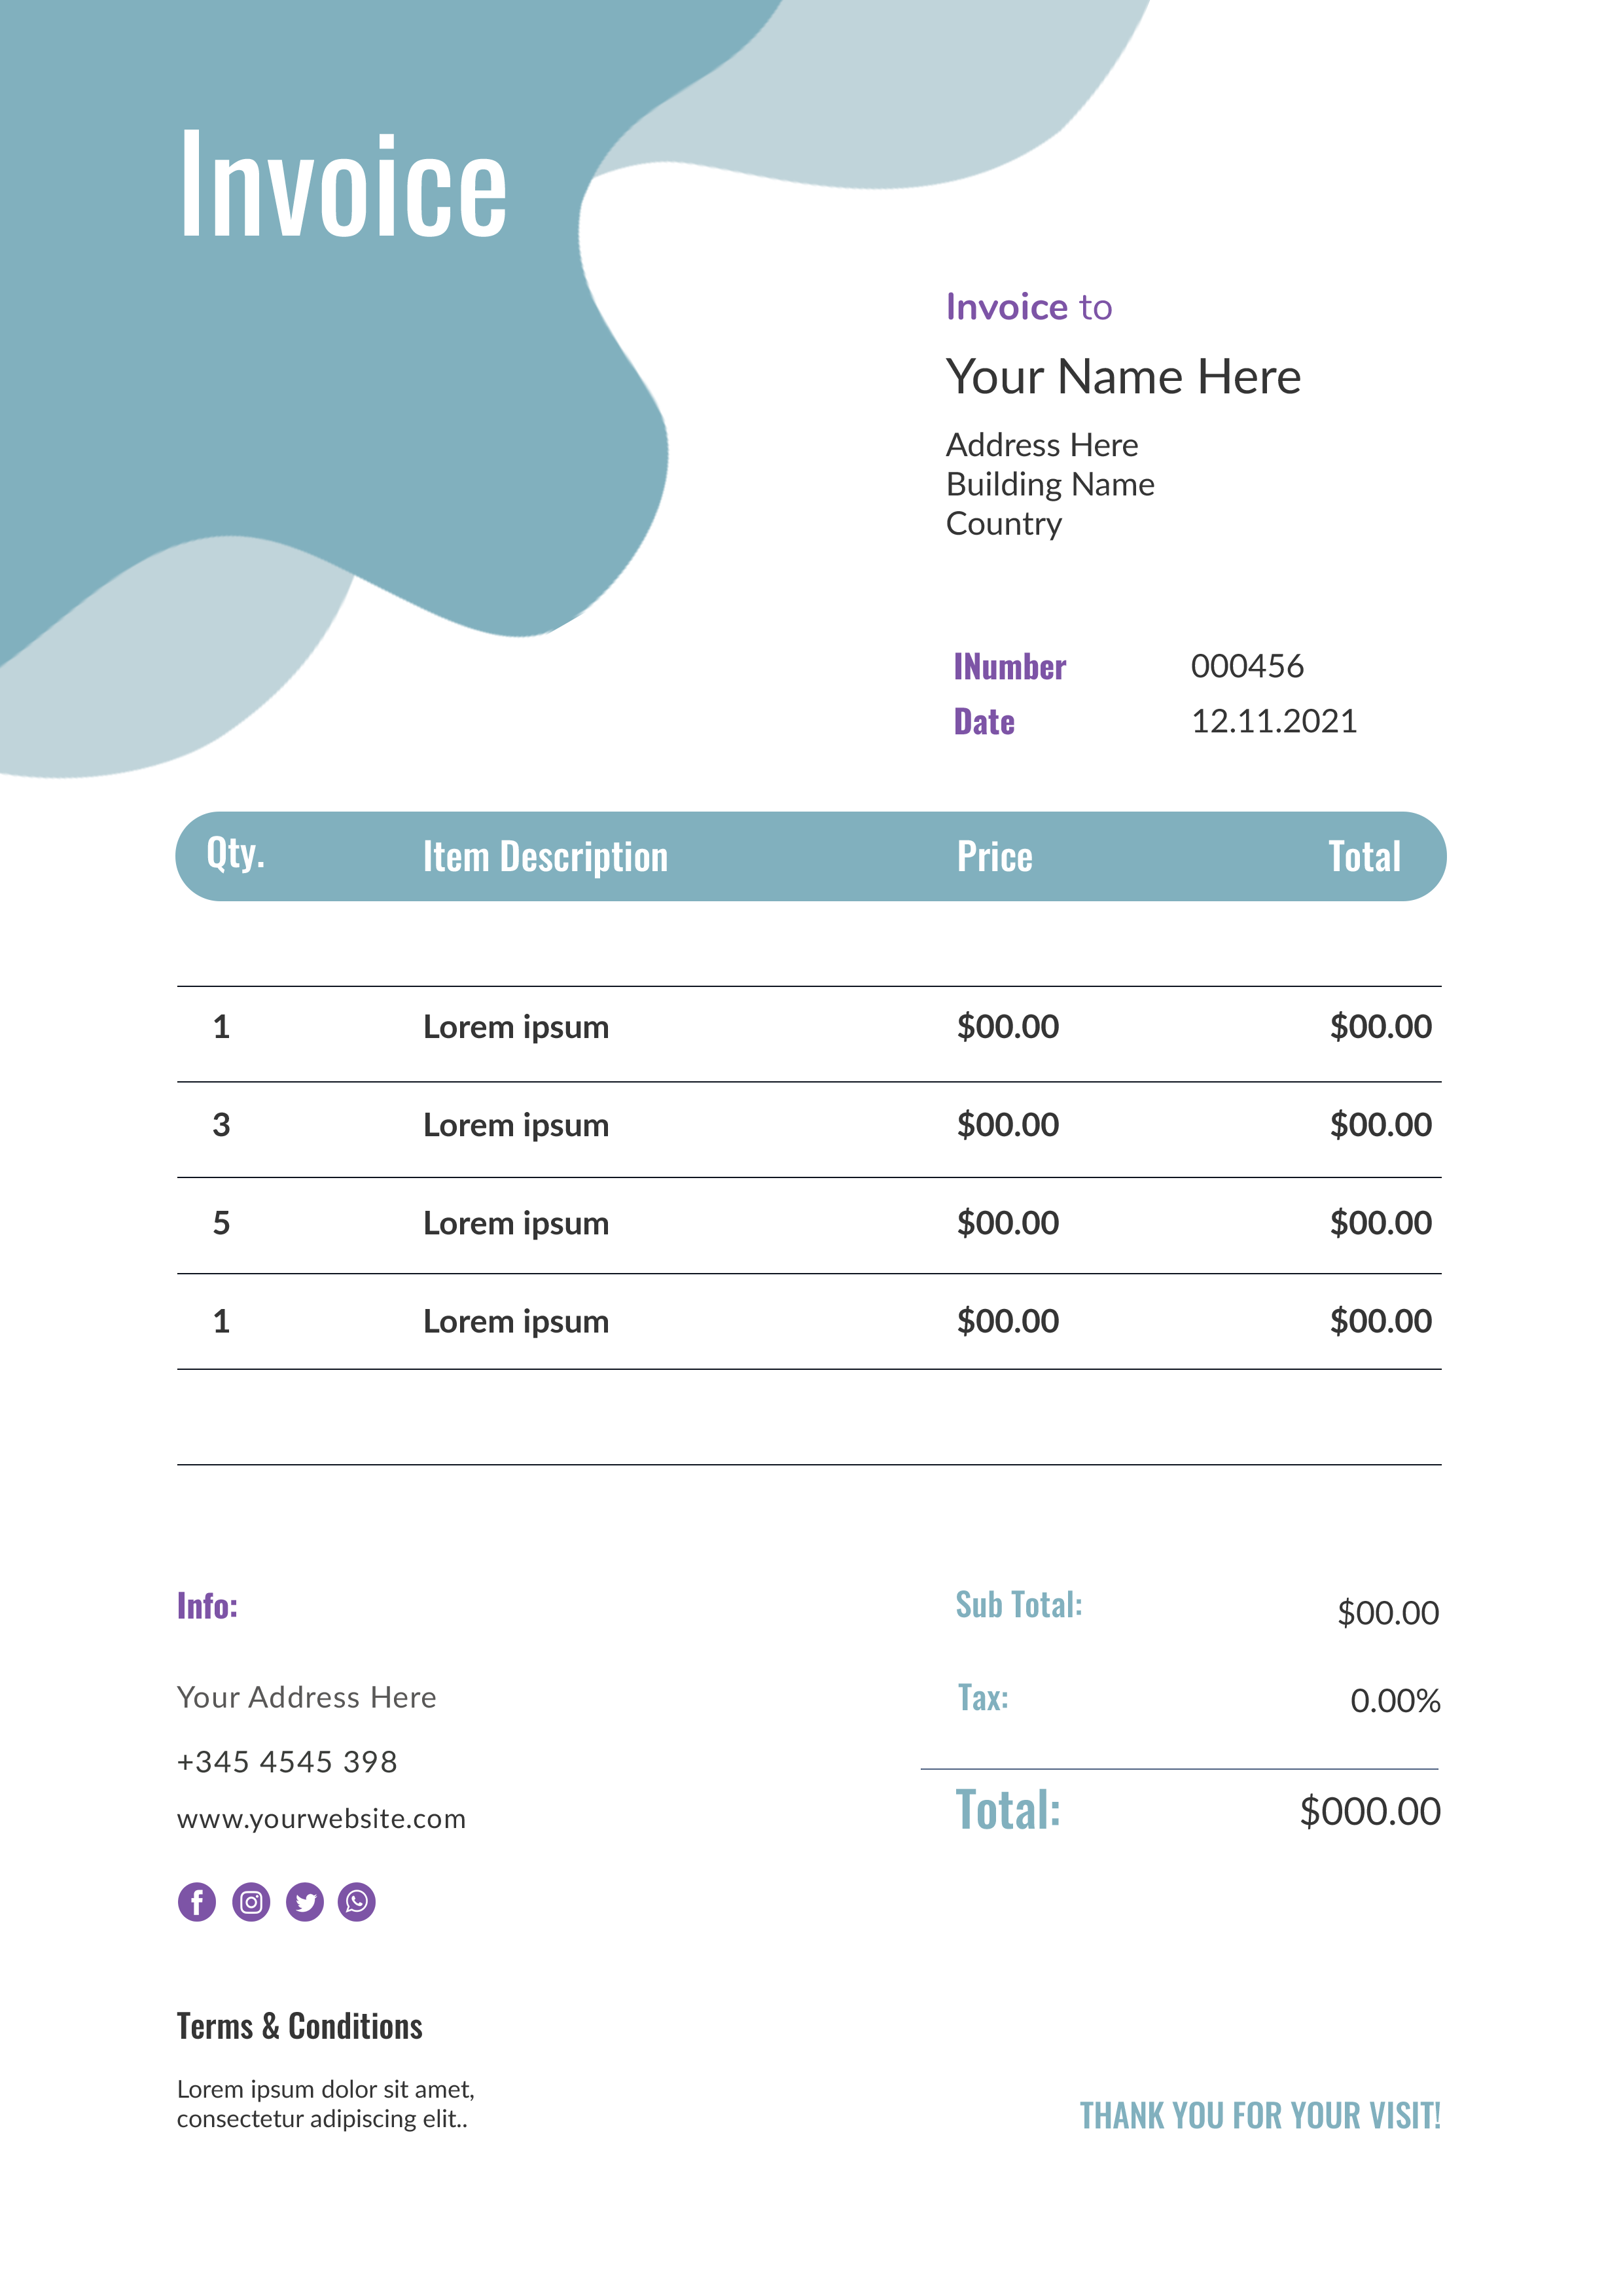 Invoice
Invoice to
Your Name Here
Address Here
Building Name
Country
INumber 000456
Date 12.11.2021
Qty. Item Description Price Total
1 Lorem ipsum $00.00 $00.00
3 Lorem ipsum $00.00 $00.00
5 Lorem ipsum $00.00 $00.00
1 Lorem ipsum $00.00 $00.00
Info:
Your Address Here
+345 4545 398
www.yourwebsite.com
Sub Total: $00.00
Tax: 0.00%
Total: $000.00
Terms & Conditions
Lorem ipsum dolor sit amet,
consectetur adipiscing elit..
THANK YOU FOR YOUR VISIT!